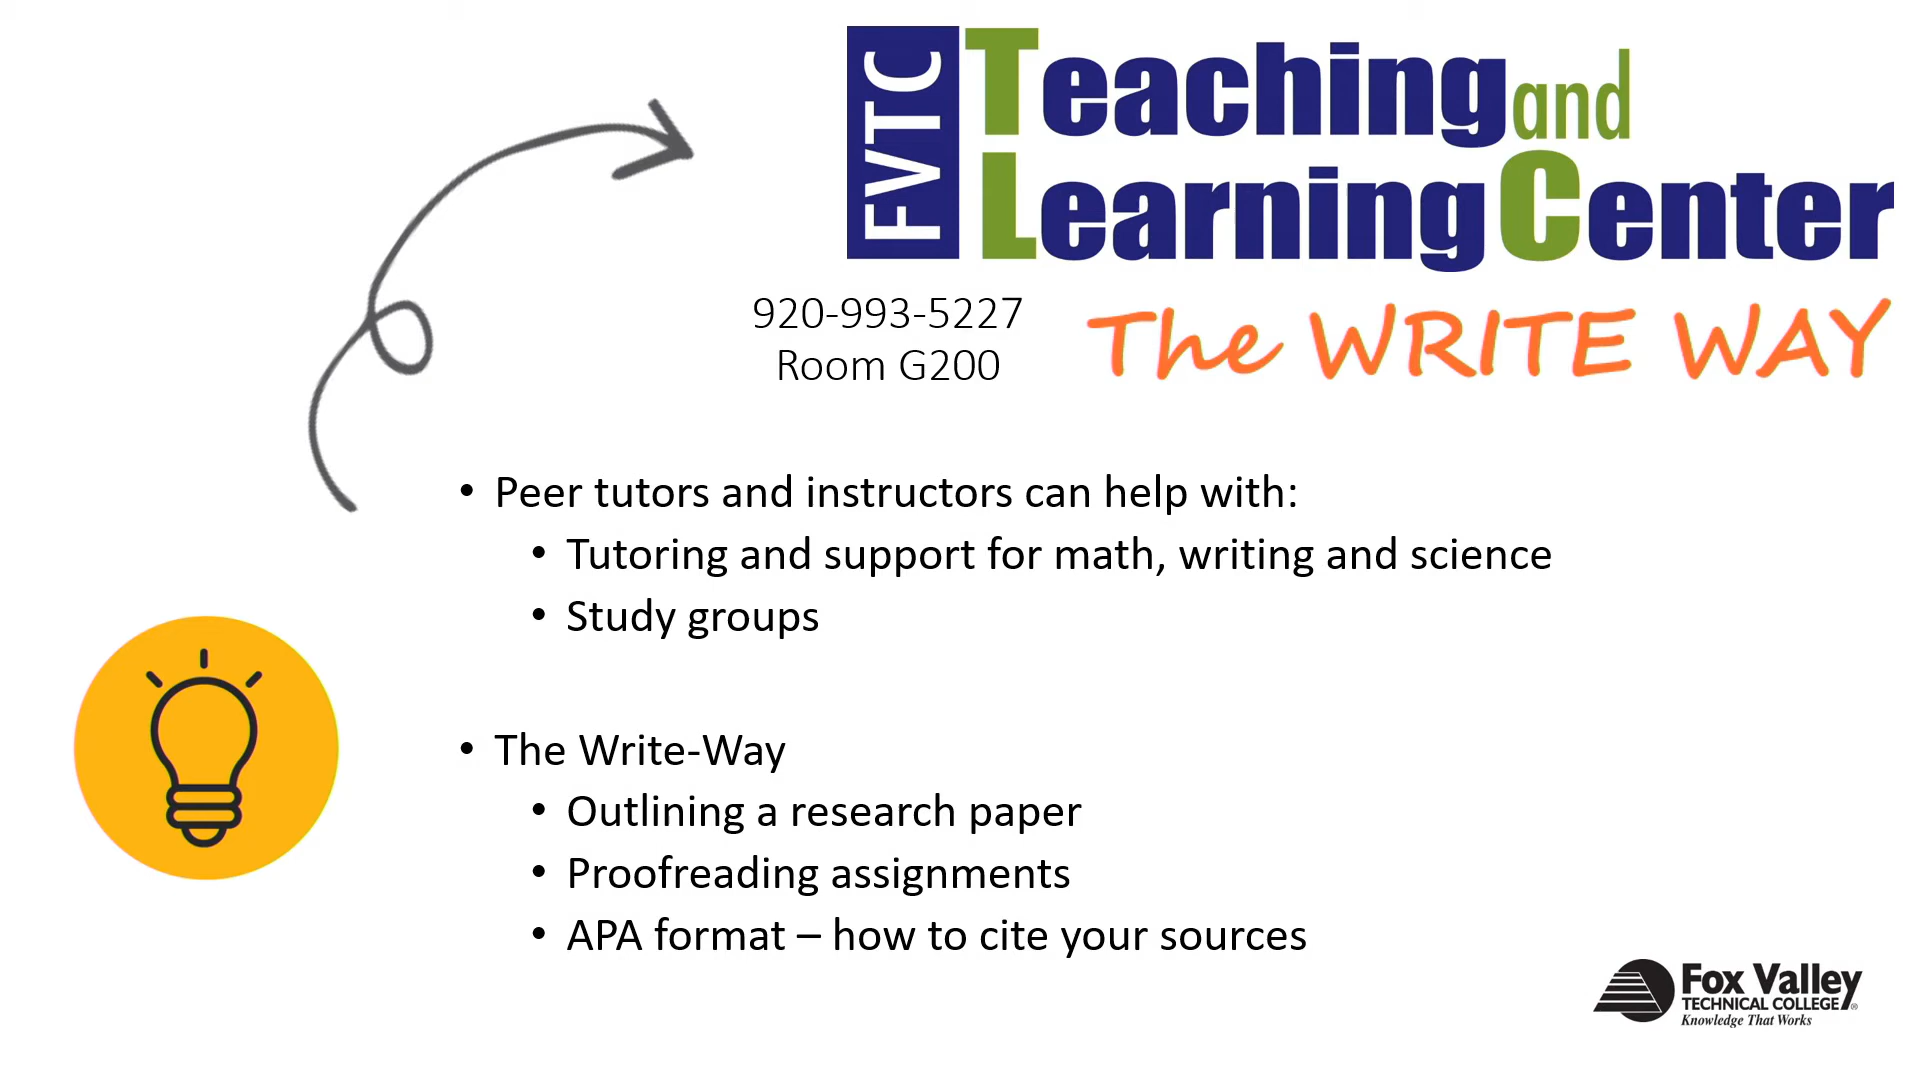 FVTC
Teaching and
Learning Center
920-993-5227
Room G200
The WRITE WAY
• Peer tutors and instructors can help with:
• Tutoring and support for math, writing and science
• Study groups
• The Write-Way
• Outlining a research paper
• Proofreading assignments
• APA format – how to cite your sources
Fox Valley
TECHNICAL COLLEGE®
Knowledge That Works